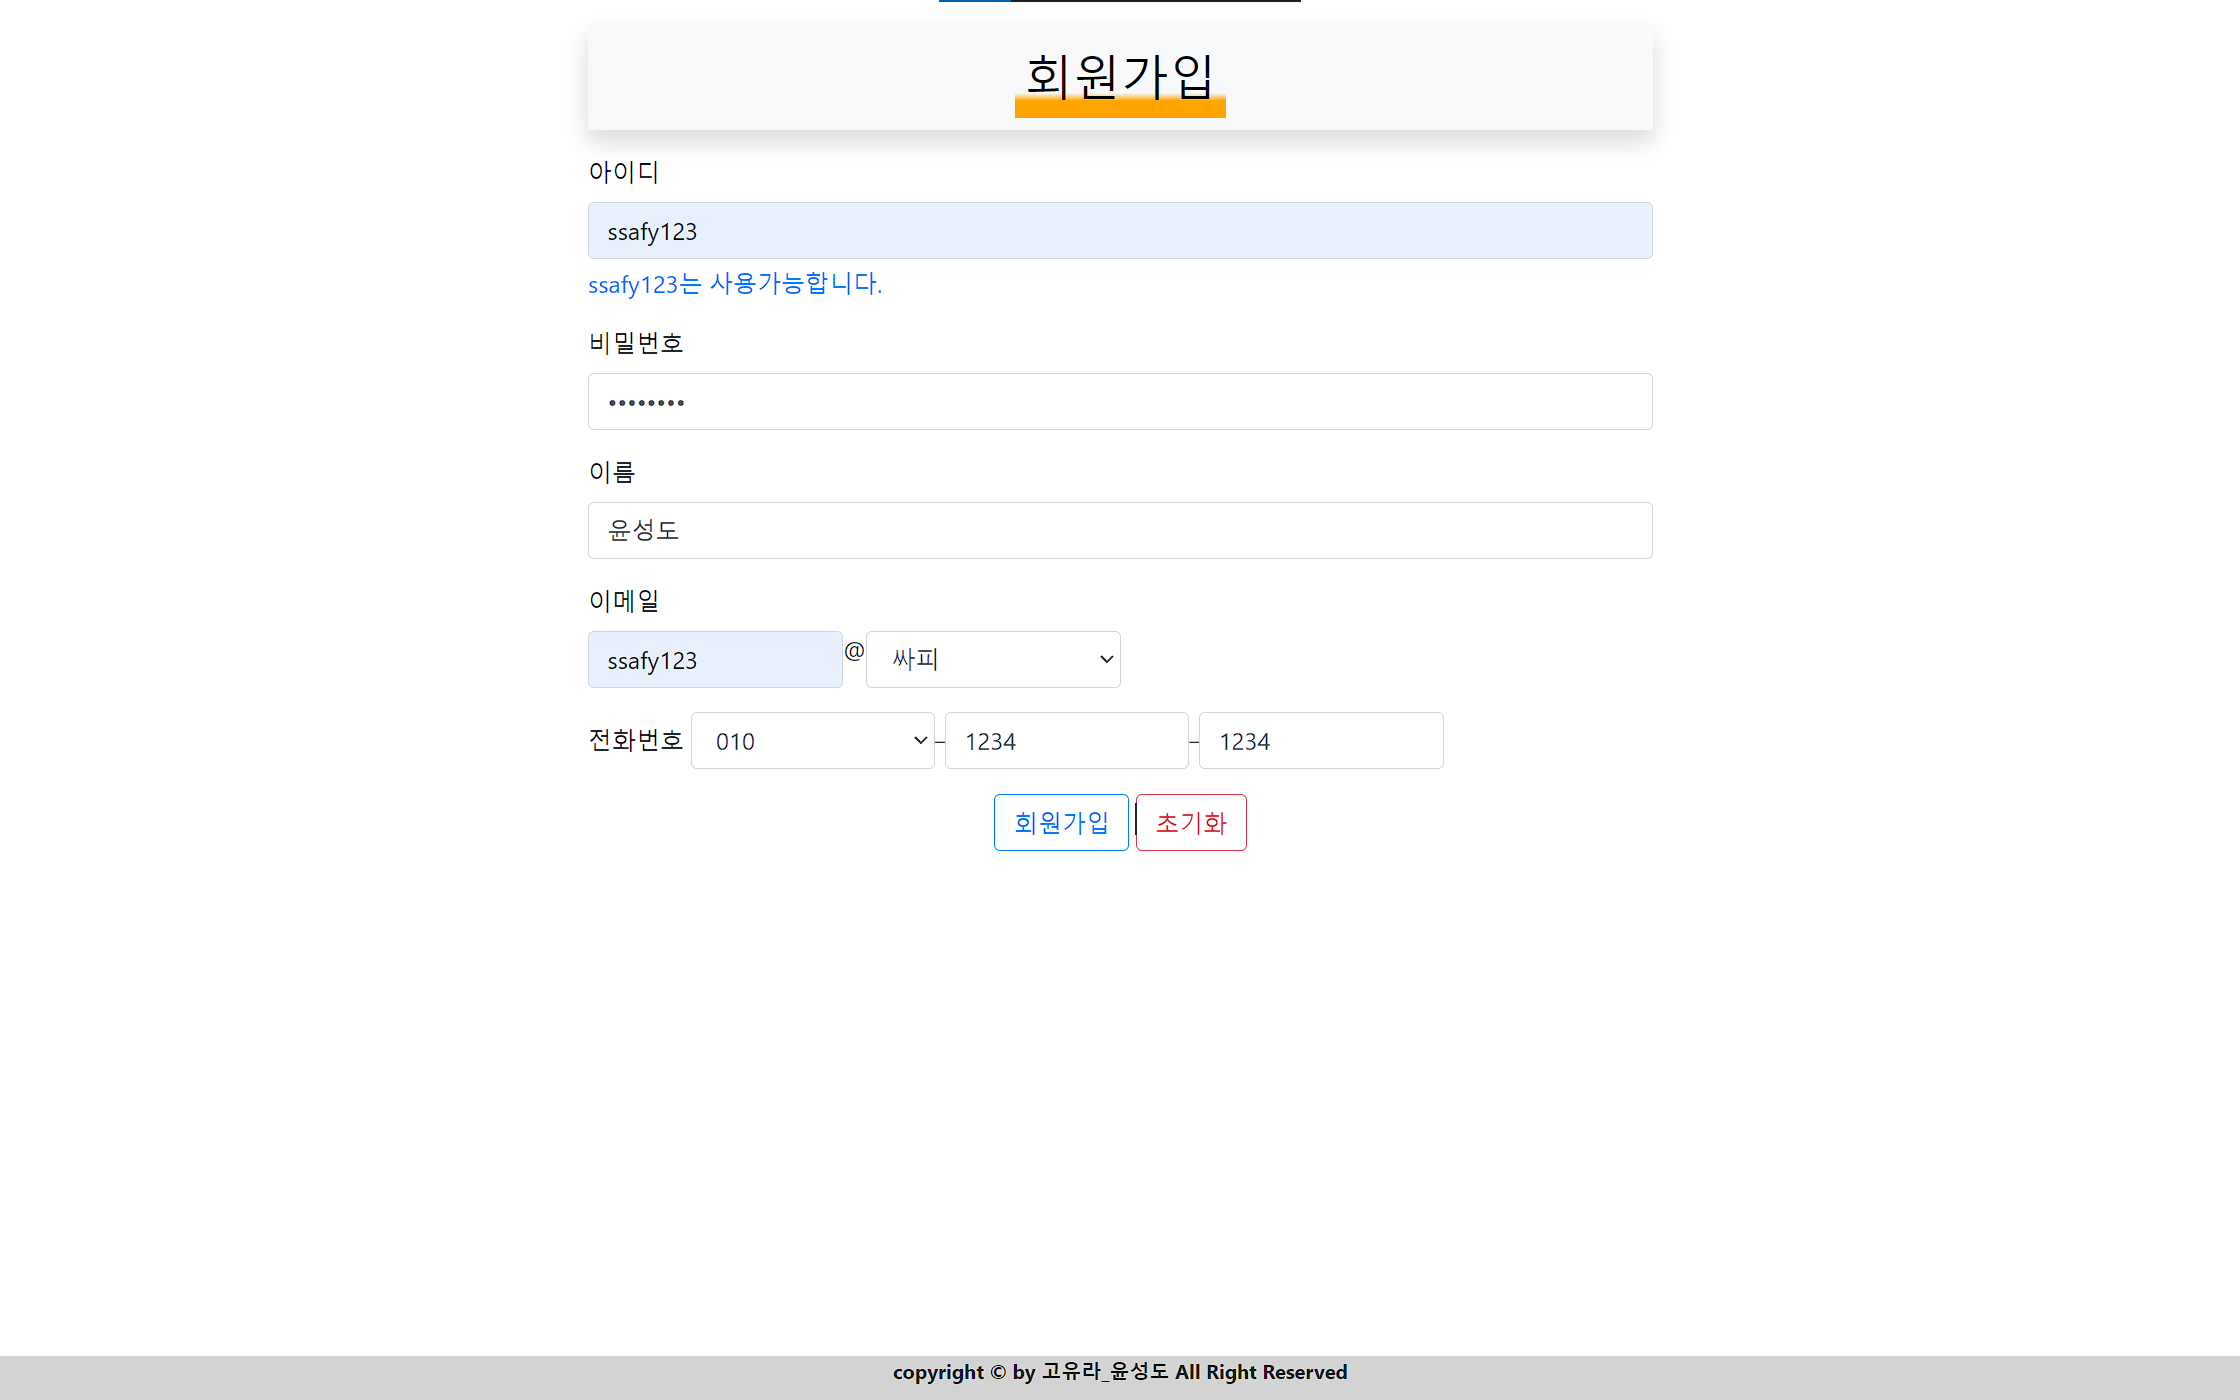 회원가입
아이디
ssafy123
ssafy123는 사용가능합니다.
비밀번호
••••••••
이름
윤성도
이메일
ssafy123 @ 싸피
전화번호 010 - 1234 - 1234
회원가입 초기화
copyright © by 고유라_윤성도 All Right Reserved